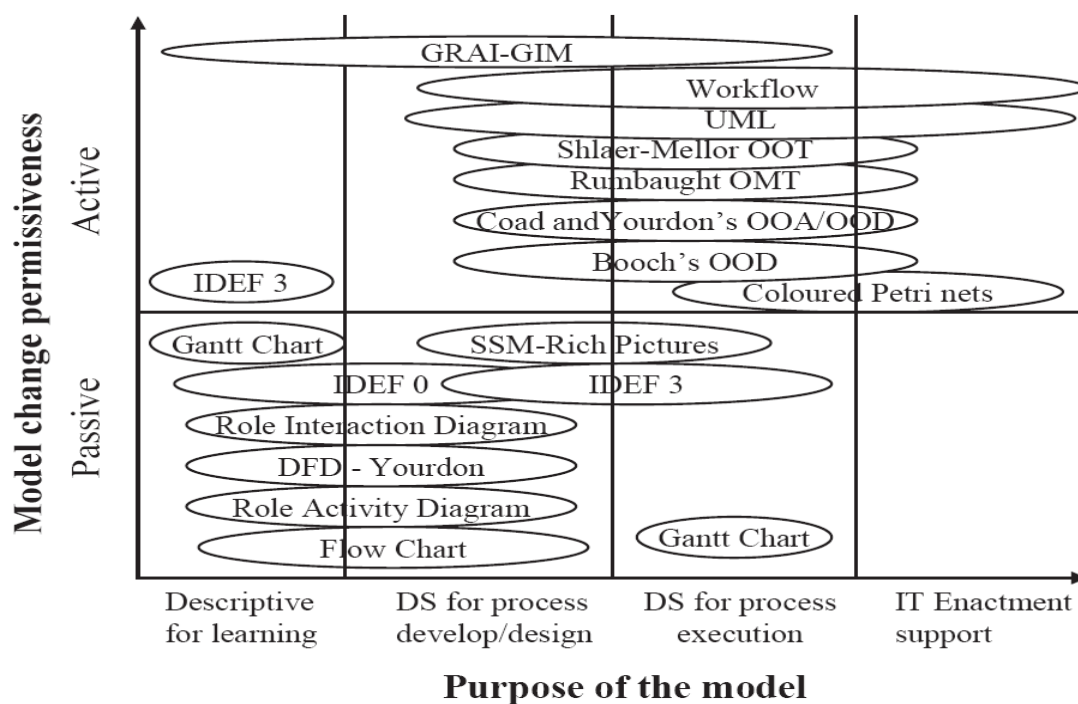 Model change permissiveness
Active
Passive
GRAI-GIM
Workflow
UML
Shlaer-Mellor OOT
Rumbaught OMT
Coad andYourdon’s OOA/OOD
Booch’s OOD
IDEF 3
Coloured Petri nets
Gantt Chart
SSM-Rich Pictures
IDEF 0
IDEF 3
Role Interaction Diagram
DFD - Yourdon
Role Activity Diagram
Flow Chart
Gantt Chart
Descriptive
for learning
DS for process
develop/design
DS for process
execution
IT Enactment
support
Purpose of the model